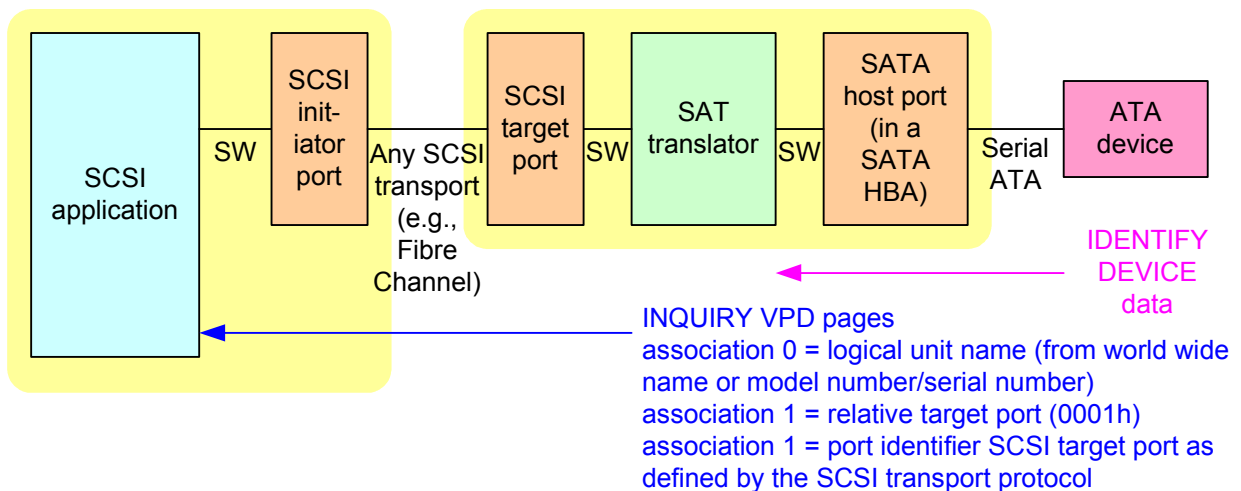 SCSI
application
SW
SCSI
init-
iator
port
Any SCSI
transport
(e.g.,
Fibre
Channel)
SCSI
target
port
SW
SAT
translator
SW
SATA
host port
(in a
SATA
HBA)
Serial
ATA
ATA
device
IDENTIFY
DEVICE
data
INQUIRY VPD pages
association 0 = logical unit name (from world wide
name or model number/serial number)
association 1 = relative target port (0001h)
association 1 = port identifier SCSI target port as
defined by the SCSI transport protocol